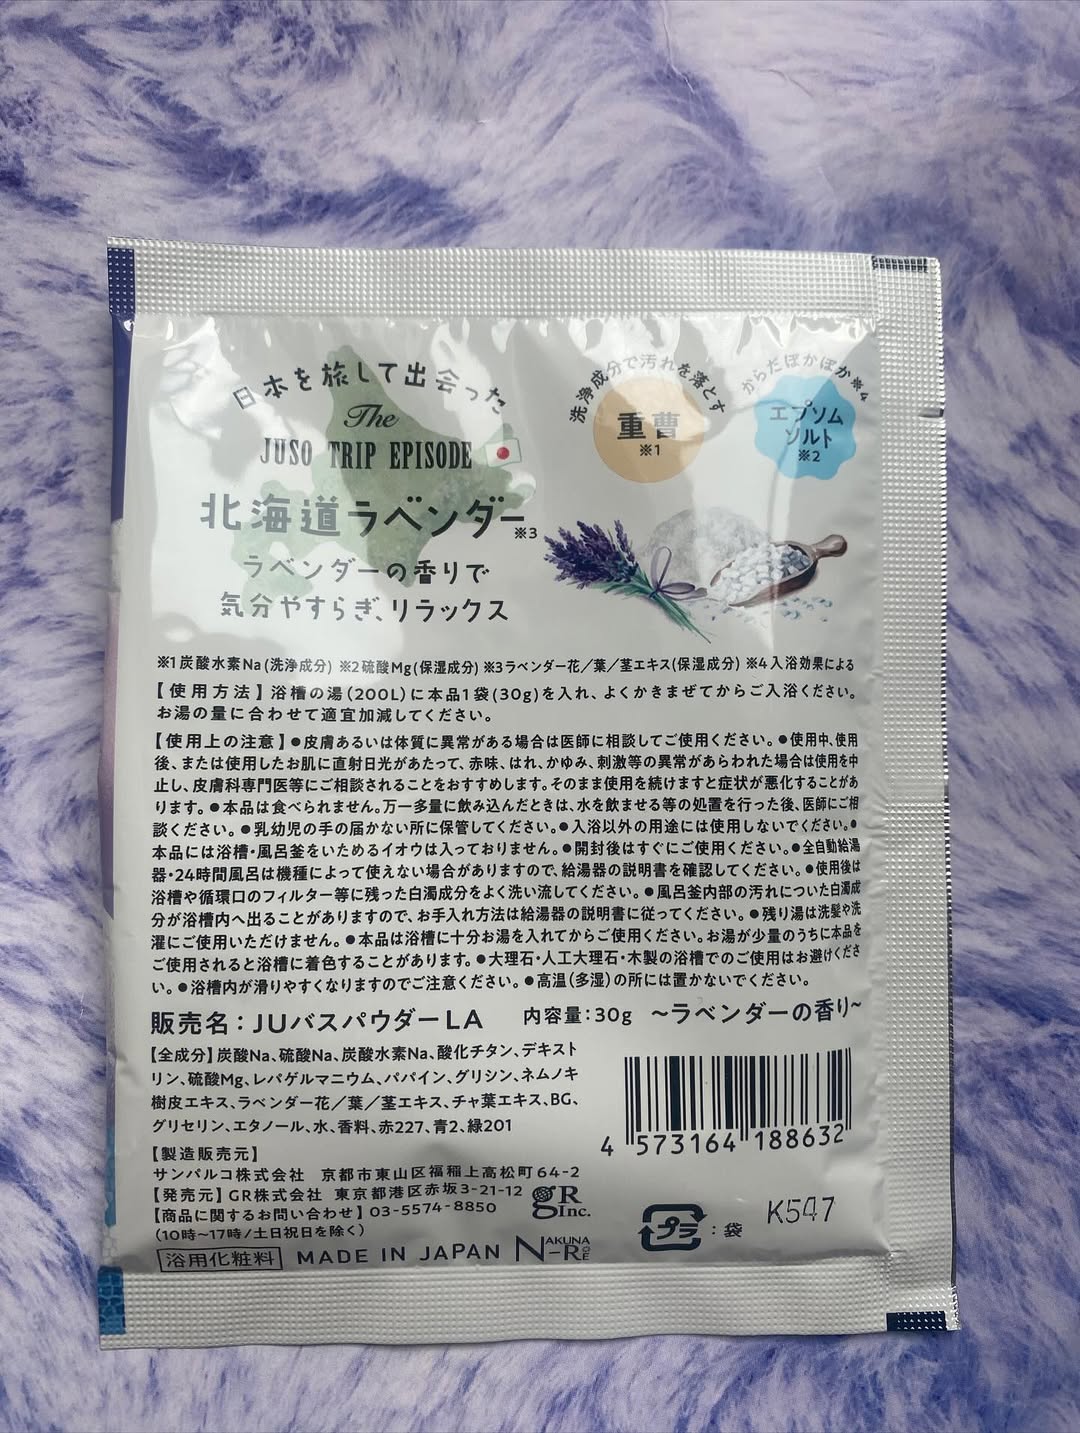 日本を旅して出会った
The
JUSO TRIP EPISODE
北海道ラベンダー※3
ラベンダーの香りで
気分やすらぎ、リラックス
洗浄成分で汚れを落とす
重曹
※1
からだぽかぽか※4
エプソム
ソルト
※2
※1炭酸水素Na(洗浄成分) ※2硫酸Mg(保湿成分) ※3ラベンダー花/葉/茎エキス(保湿成分) ※4入浴効果による
【使用方法】浴槽の湯(200L)に本品1袋(30g)を入れ、よくかきまぜてからご入浴ください。
お湯の量に合わせて適宜加減してください。
【使用上の注意】●皮膚あるいは体質に異常がある場合は医師に相談してご使用ください。●使用中、使用
後、または使用したお肌に直射日光があたって、赤味、はれ、かゆみ、刺激等の異常があらわれた場合は使用を中
止し、皮膚科専門医等にご相談されることをおすすめします。そのまま使用を続けますと症状が悪化することがあ
ります。●本品は食べられません。万一多量に飲み込んだときは、水を飲ませる等の処置を行った後、医師にご相
談ください。●乳幼児の手の届かない所に保管してください。●入浴以外の用途には使用しないでください。●
本品には浴槽・風呂釜をいためるイオウは入っておりません。●開封後はすぐにご使用ください。●全自動給湯
器・24時間風呂は機種によって使えない場合がありますので、給湯器の説明書を確認してください。●使用後は
浴槽や循環口のフィルター等に残った白濁成分をよく洗い流してください。●風呂釜内部の汚れについた白濁成
分が浴槽内へ出ることがありますので、お手入れ方法は給湯器の説明書に従ってください。●残り湯は洗髪や洗
濯にご使用いただけません。●本品は浴槽に十分お湯を入れてからご使用ください。お湯が少量のうちに本品を
ご使用されると浴槽に着色することがあります。●大理石・人工大理石・木製の浴槽でのご使用はお避けくださ
い。●浴槽内が滑りやすくなりますのでご注意ください。●高温(多湿)の所には置かないでください。
販売名:JUバスパウダーLA 内容量:30g ~ラベンダーの香り~
【全成分】炭酸Na、硫酸Na、炭酸水素Na、酸化チタン、デキスト
リン、硫酸Mg、レパゲルマニウム、パパイン、グリシン、ネムノキ
樹皮エキス、ラベンダー花/葉/茎エキス、チャ葉エキス、BG、
グリセリン、エタノール、水、香料、赤227、青2、緑201
4 573164 188632
【製造販売元】
サンパルコ株式会社 京都市東山区福稲上高松町64-2
【発売元】GR株式会社 東京都港区赤坂3-21-12
【商品に関するお問い合わせ】03-5574-8850
(10時~17時/土日祝日を除く)
gR Inc.
浴用化粧料 MADE IN JAPAN NAKUNA-RE
プラ :袋
K547